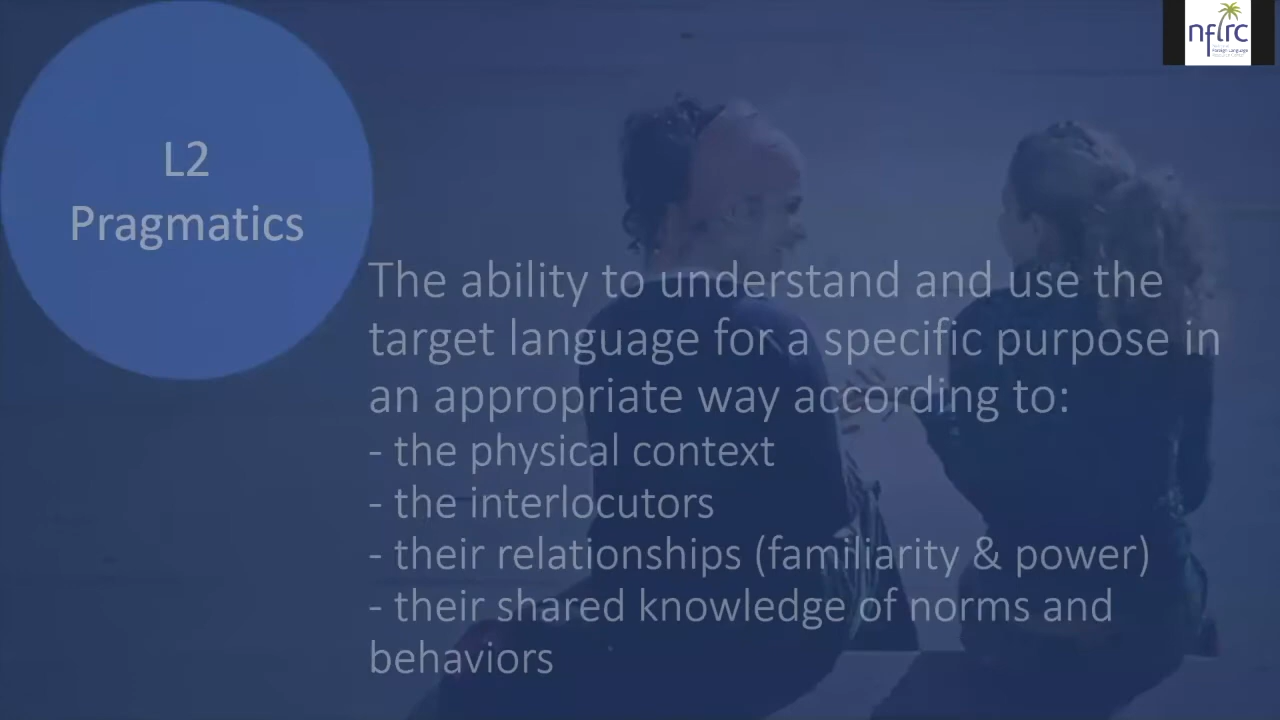 nflrc
L2
Pragmatics
The ability to understand and use the
target language for a specific purpose in
an appropriate way according to:
- the physical context
- the interlocutors
- their relationships (familiarity & power)
- their shared knowledge of norms and
behaviors